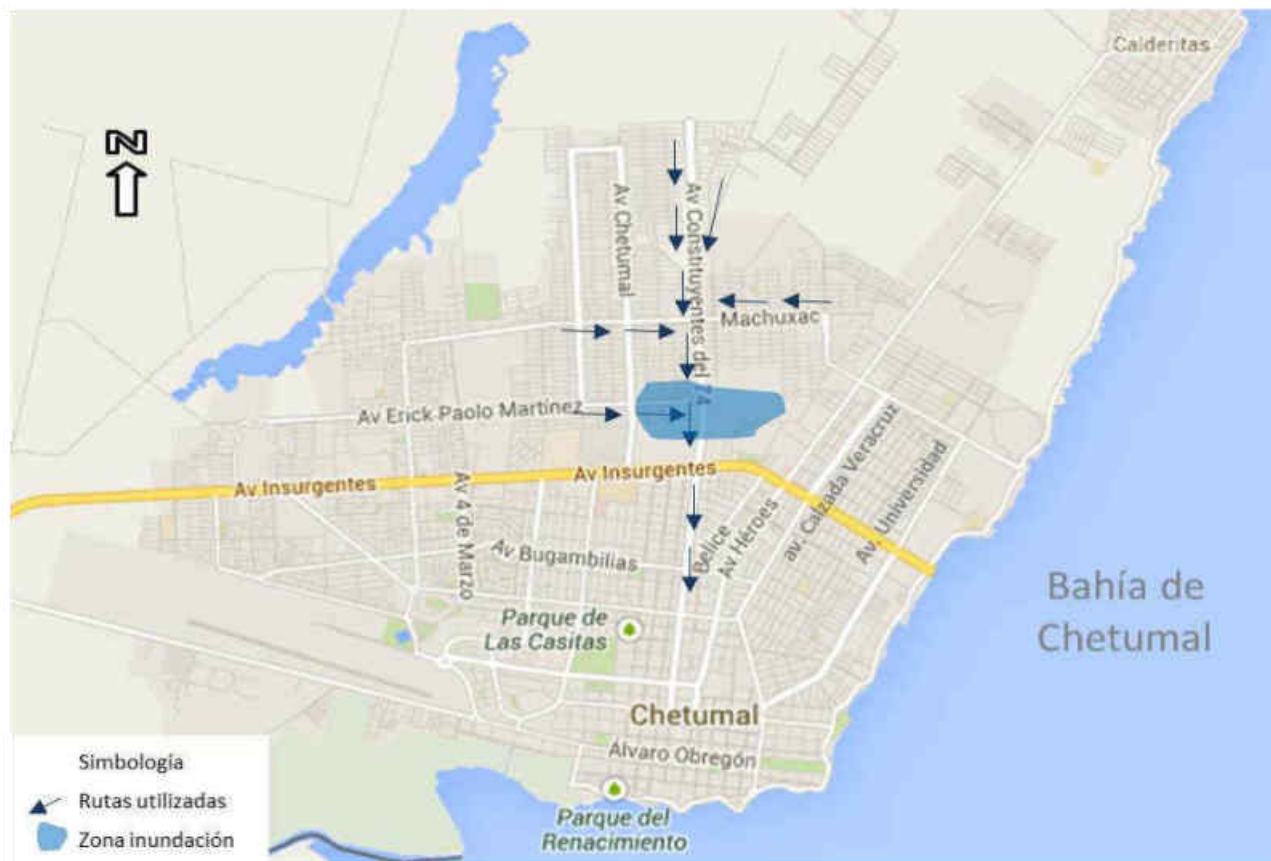 Calderitas
N
Av Chetumal
Av Constituyentes del 74
Machuxac
Av Erick Paolo Martínez
Av Insurgentes
Av Insurgentes
Av 4 de Marzo
Av Bugambilias
Belice
Av Héroes
av. Calzada Veracruz
Av. Universidad
Bahía de
Chetumal
Parque de
Las Casitas
Chetumal
Álvaro Obregón
Parque del
Renacimiento
Simbología
Rutas utilizadas
Zona inundación